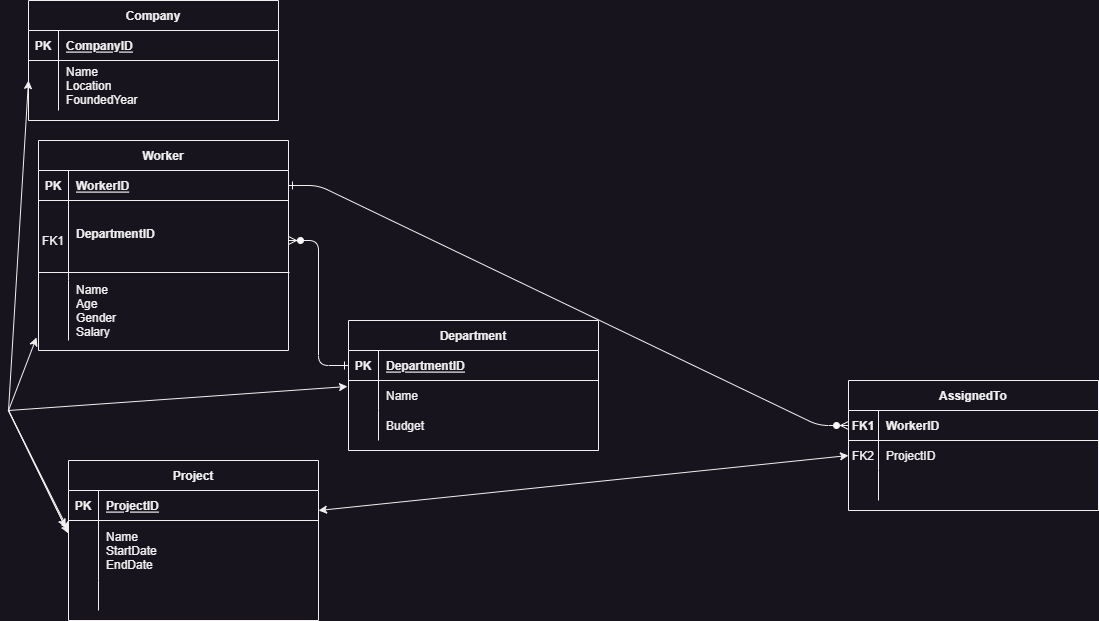 Company
PK CompanyID
Name
Location
FoundedYear
Worker
PK WorkerID
FK1 DepartmentID
Name
Age
Gender
Salary
Department
PK DepartmentID
Name
Budget
AssignedTo
FK1 WorkerID
FK2 ProjectID
Project
PK ProjectID
Name
StartDate
EndDate